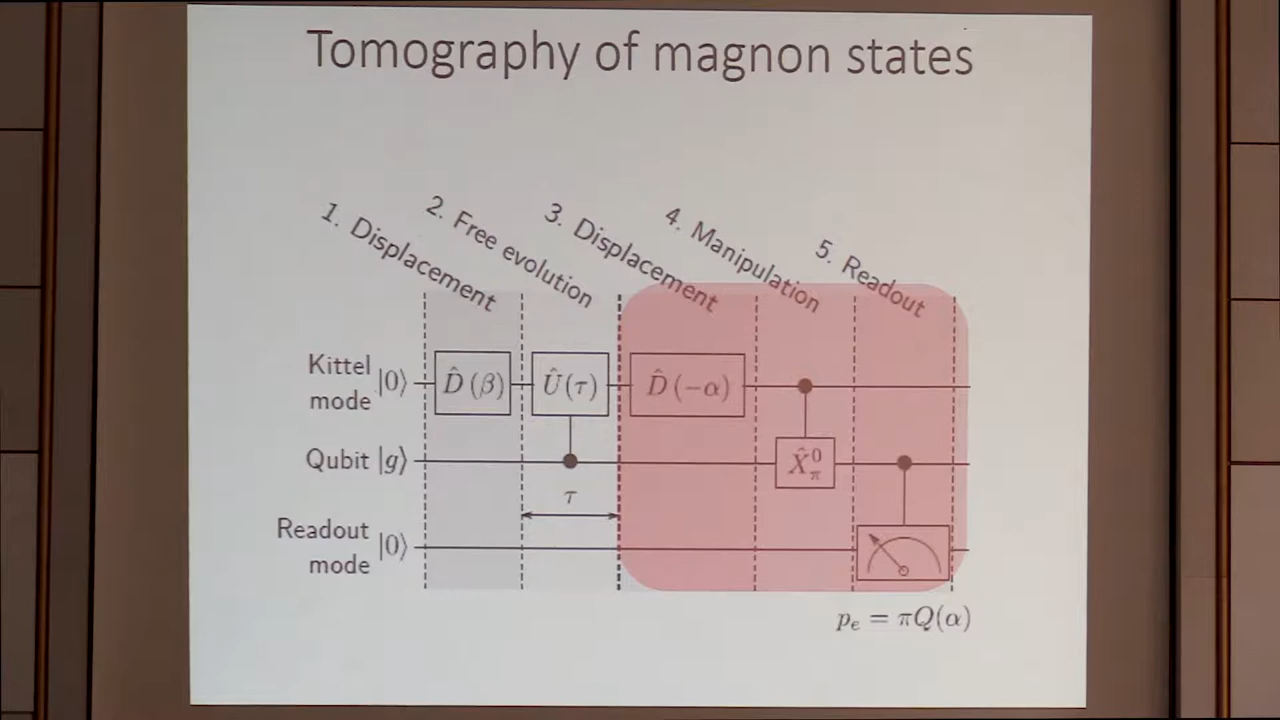 Tomography of magnon states
1. Displacement
2. Free evolution
3. Displacement
4. Manipulation
5. Readout
Kittel
mode |0⟩ D̂(β) Û(τ) D̂(−α)
Qubit |g⟩ X̂⁰_π
τ
Readout
mode |0⟩
pₑ = πQ(α)